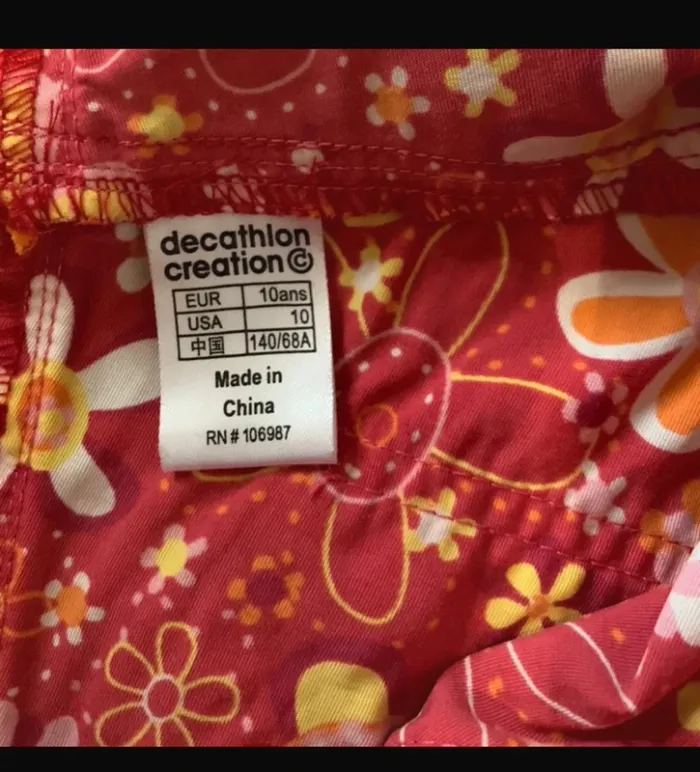 decathlon
creation ©
EUR 10ans
USA 10
中国 140/68A
Made in
China
RN # 106987